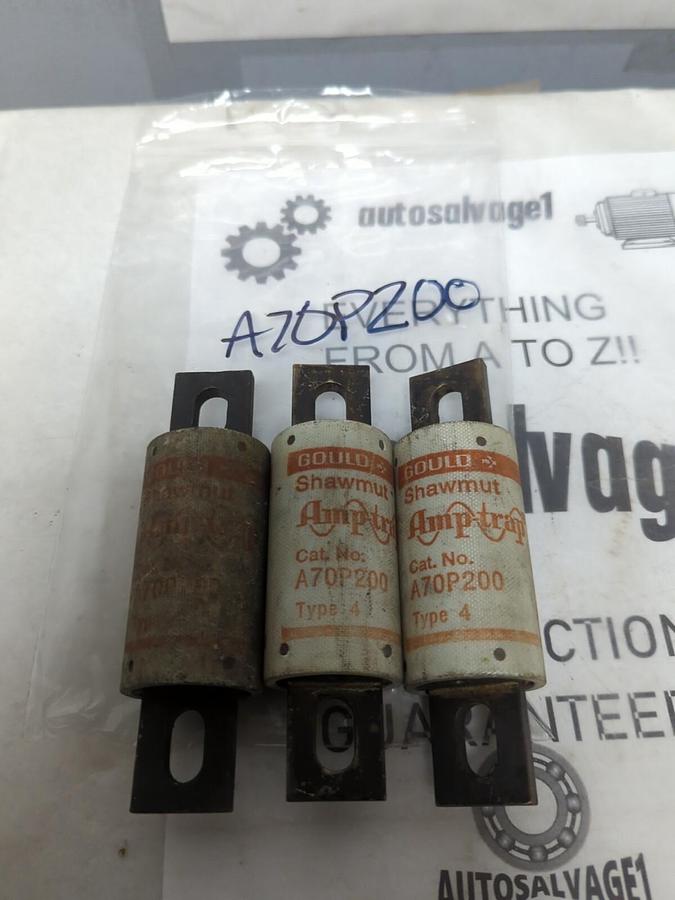 autosalvage1
A70P200
EVERYTHING
FROM A TO Z!!
GOULD
Shawmut
Amp-trap
Cat. No:
A70P200
Type 4
GOULD
Shawmut
Amp-trap
Cat. No.
A70P200
Type 4
GOULD
Shawmut
lvag
CTION
GUARANTEE
AUTOSALVAGE1